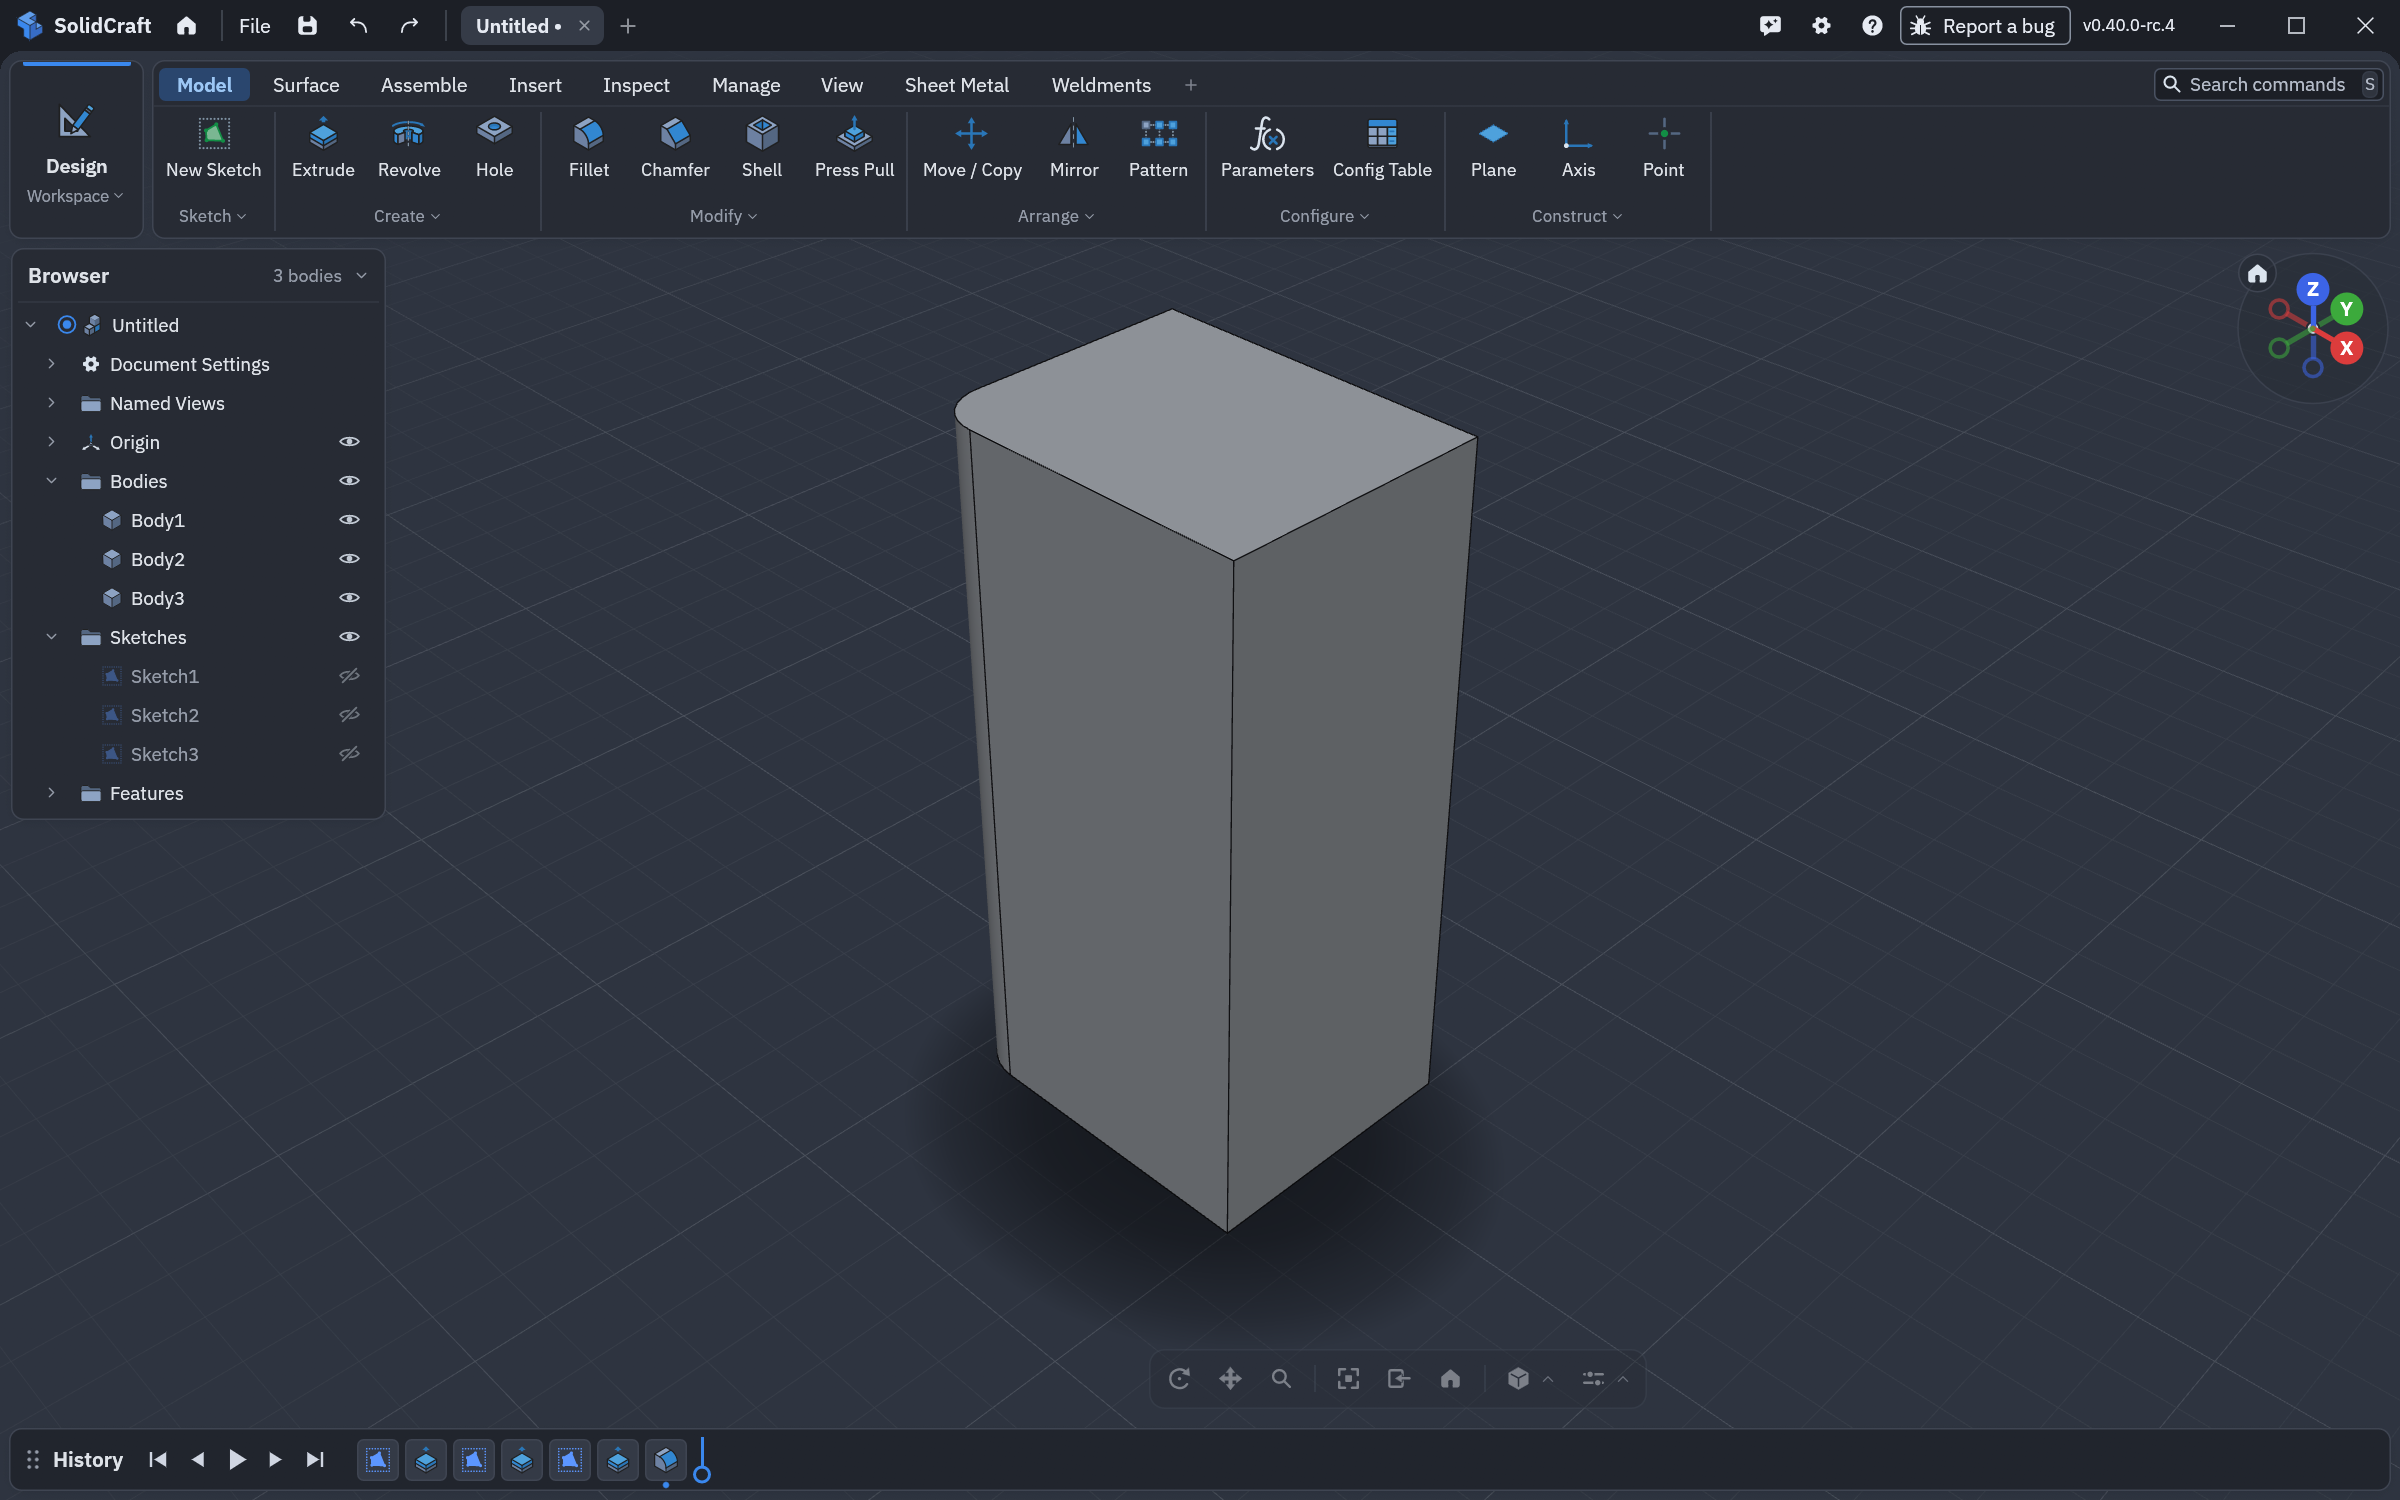 SolidCraft File Untitled • Report a bug v0.40.0-rc.4
Design
Workspace
Model Surface Assemble Insert Inspect Manage View Sheet Metal Weldments
Search commands S
New Sketch Extrude Revolve Hole Fillet Chamfer Shell Press Pull Move / Copy Mirror Pattern Parameters Config Table Plane Axis Point
Sketch Create Modify Arrange Configure Construct
Browser 3 bodies
Untitled
Document Settings
Named Views
Origin
Bodies
Body1
Body2
Body3
Sketches
Sketch1
Sketch2
Sketch3
Features
Z
Y
X
History